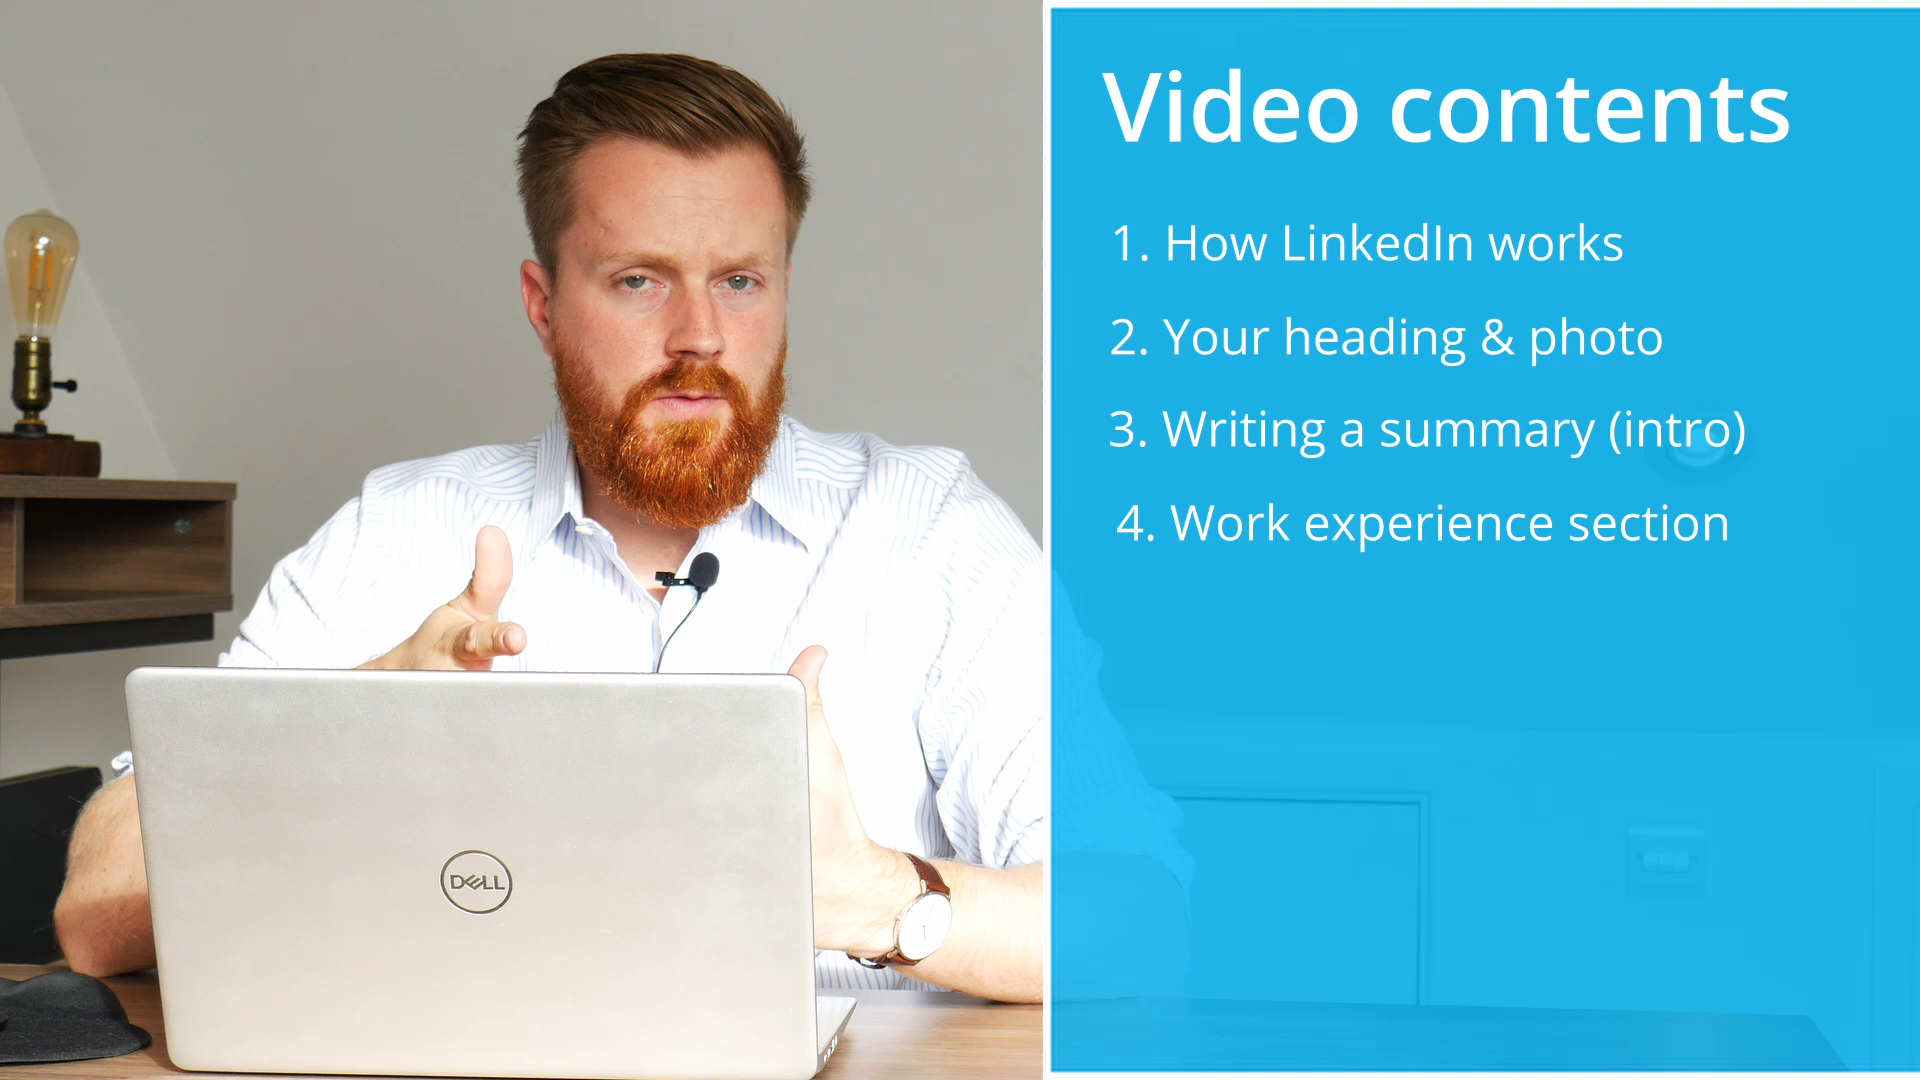 Video contents
1. How LinkedIn works
2. Your heading & photo
3. Writing a summary (intro)
4. Work experience section
DELL